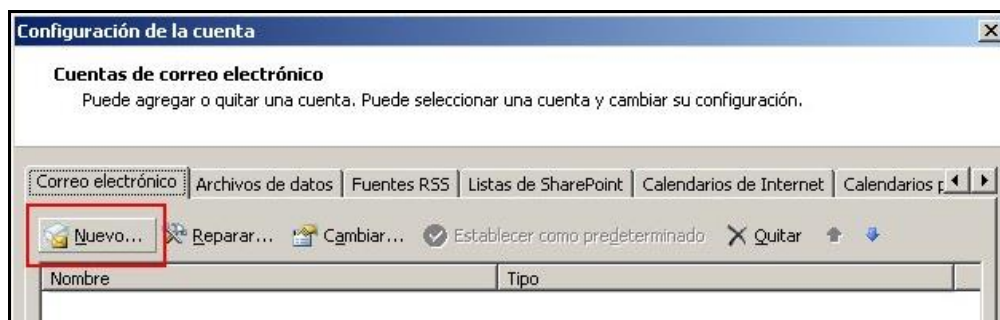 Configuración de la cuenta
Cuentas de correo electrónico
Puede agregar o quitar una cuenta. Puede seleccionar una cuenta y cambiar su configuración.
Correo electrónico Archivos de datos Fuentes RSS Listas de SharePoint Calendarios de Internet Calendarios
Nuevo... Reparar... Cambiar... Establecer como predeterminado Quitar
Nombre Tipo